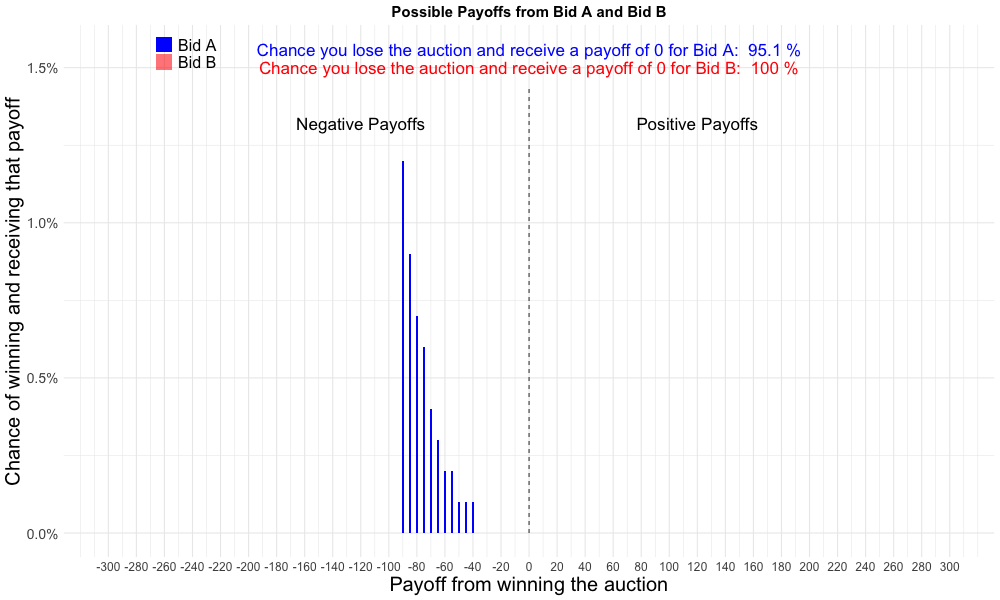 Possible Payoffs from Bid A and Bid B
Bid A
Bid B
Chance you lose the auction and receive a payoff of 0 for Bid A:  95.1 %
Chance you lose the auction and receive a payoff of 0 for Bid B:  100 %
Negative Payoffs
Positive Payoffs
Chance of winning and receiving that payoff
1.5%
1.0%
0.5%
0.0%
-300 -280 -260 -240 -220 -200 -180 -160 -140 -120 -100 -80 -60 -40 -20 0 20 40 60 80 100 120 140 160 180 200 220 240 260 280 300
Payoff from winning the auction